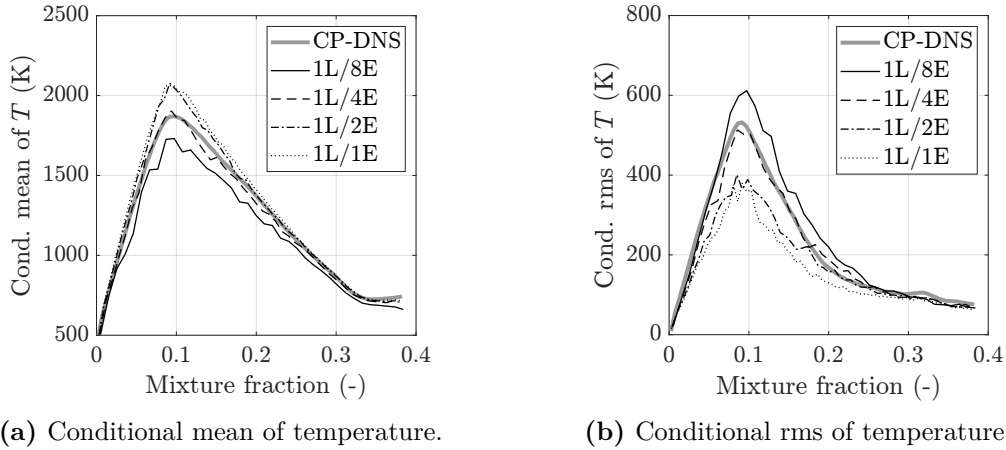 2500
2000
1500
1000
500
0
0.1
0.2
0.3
0.4
Cond. mean of T (K)
Mixture fraction (-)
CP-DNS
1L/8E
1L/4E
1L/2E
1L/1E
(a) Conditional mean of temperature.
800
600
400
200
0
0
0.1
0.2
0.3
0.4
Cond. rms of T (K)
Mixture fraction (-)
CP-DNS
1L/8E
1L/4E
1L/2E
1L/1E
(b) Conditional rms of temperature